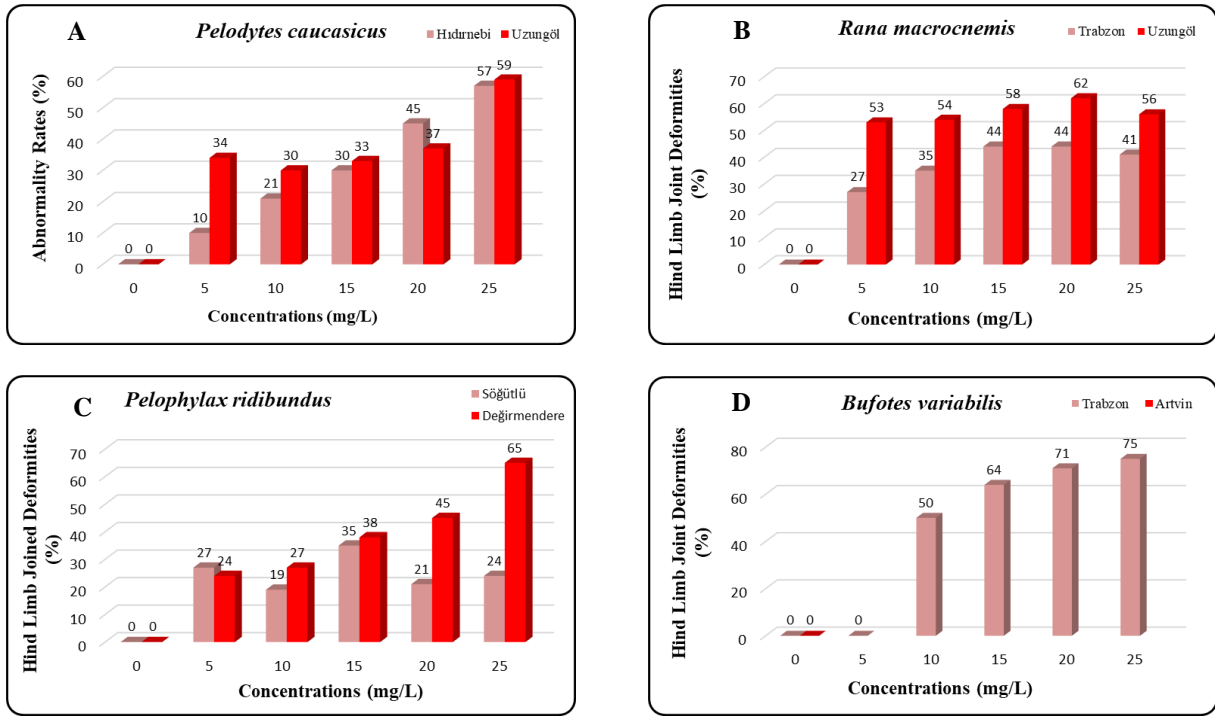 A
Pelodytes caucasicus
Hıdırnebi Uzungöl
Abnormality Rates (%)
60
50
40
30
20
10
0
0 0
10 34
21 30
30 33
45 37
57 59
0 5 10 15 20 25
Concentrations (mg/L)
B
Rana macrocnemis
Trabzon Uzungöl
Hind Limb Joint Deformities
(%)
70
60
50
40
30
20
10
0
0 0
27 53
35 54
44 58
44 62
41 56
0 5 10 15 20 25
Concentrations (mg/L)
C
Pelophylax ridibundus
Söğütlü
Değirmendere
Hind Limb Joined Deformities
(%)
70
60
50
40
30
20
10
0
0 0
27 24
19 27
35 38
21 45
24 65
0 5 10 15 20 25
Concentrations (mg/L)
D
Bufotes variabilis
Trabzon Artvin
Hind Limb Joint Deformities
(%)
80
60
40
20
0
0 0
0
50
64
71
75
0 5 10 15 20 25
Concentrations (mg/L)